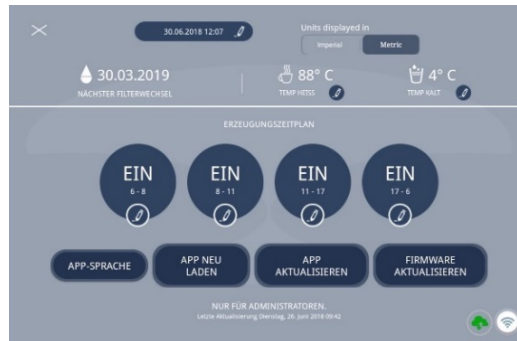 30.06.2018 12:07
Units displayed in
Imperial Metric
30.03.2019
NÄCHSTER FILTERWECHSEL
88° C
TEMP HEISS
4° C
TEMP KALT
ERZEUGUNGSZEITPLAN
EIN
6 - 8
EIN
8 - 11
EIN
11 - 17
EIN
17 - 6
APP-SPRACHE
APP NEU
LADEN
APP
AKTUALISIEREN
FIRMWARE
AKTUALISIEREN
NUR FÜR ADMINISTRATOREN.
Letzte Aktualisierung Dienstag, 26. Juni 2018 09:42